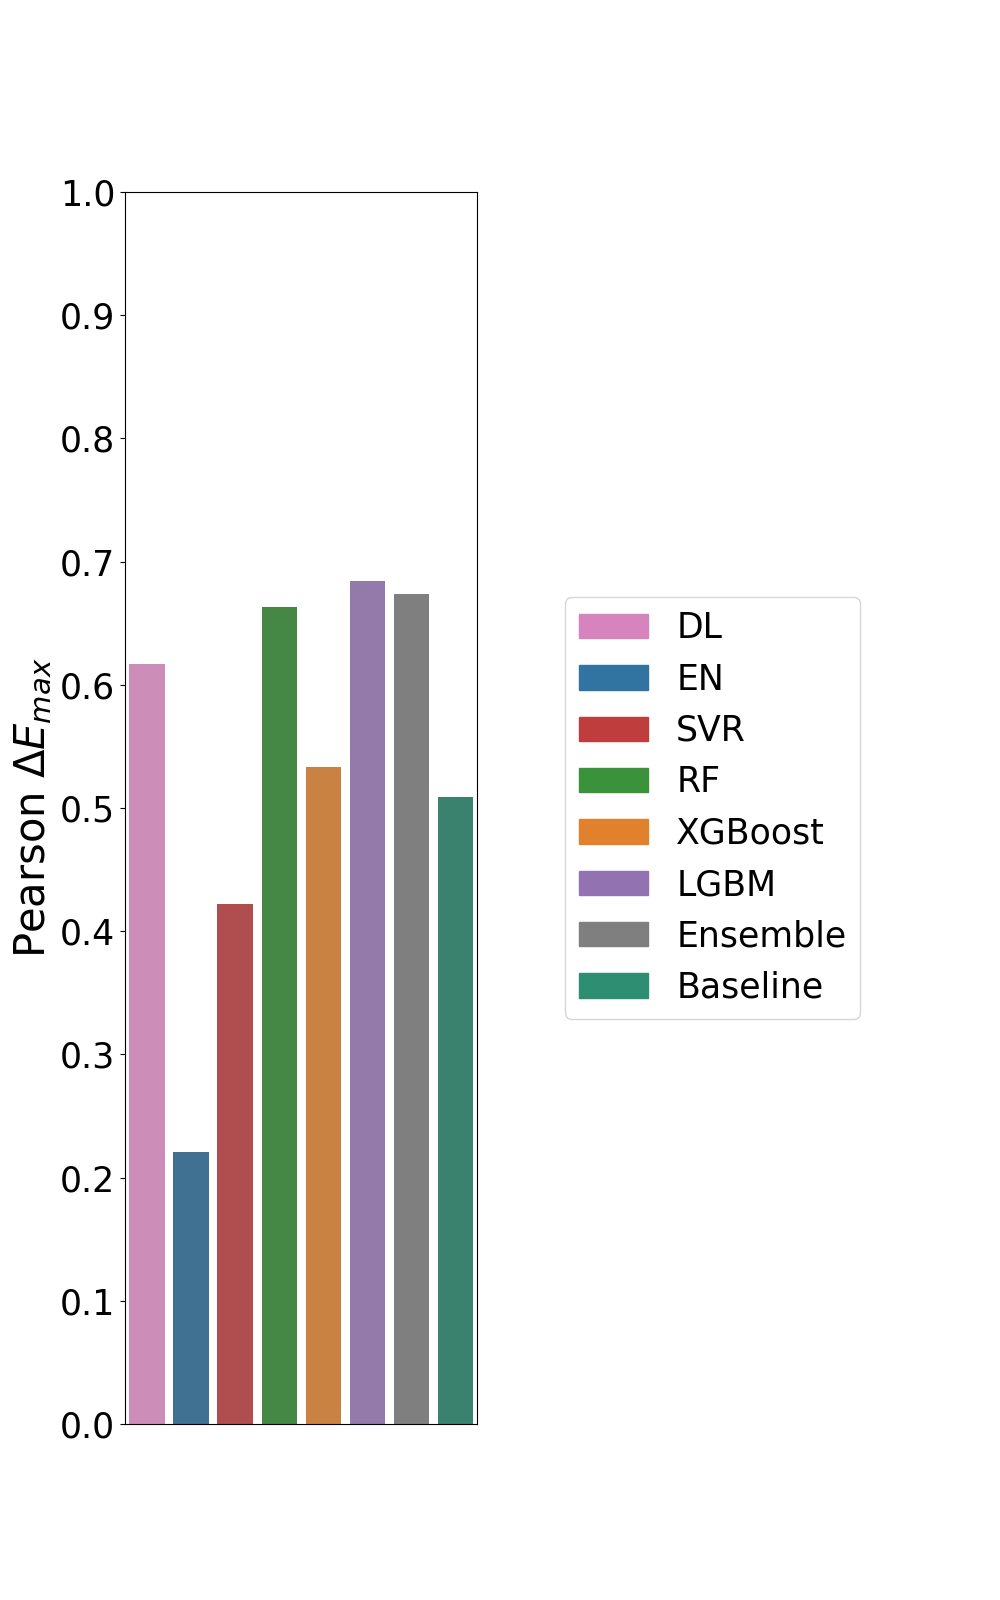 1.0
0.9
0.8
0.7
0.6
0.5
0.4
0.3
0.2
0.1
0.0
Pearson ΔE_max
DL
EN
SVR
RF
XGBoost
LGBM
Ensemble
Baseline